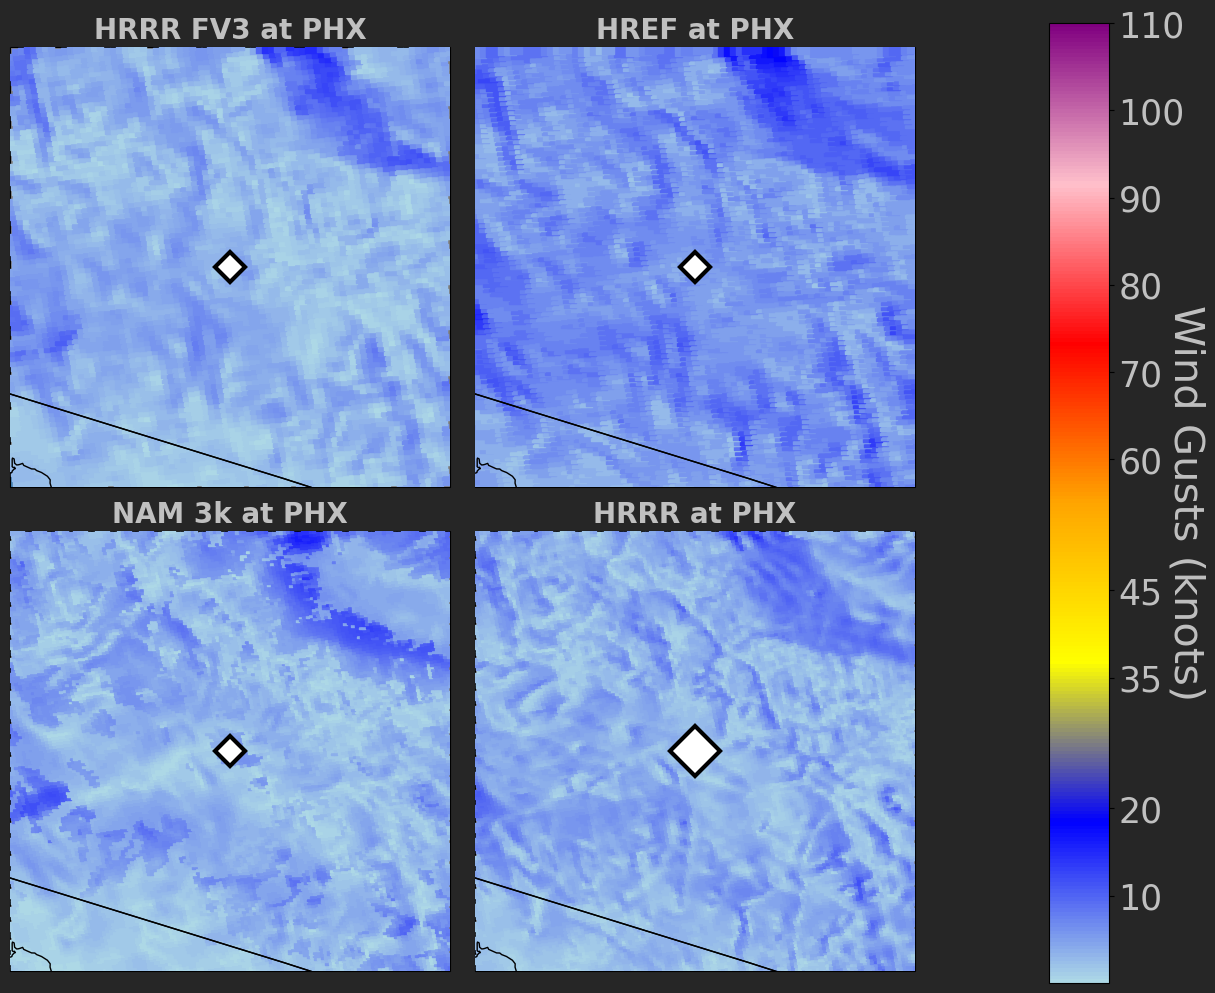 HRRR FV3 at PHX
HREF at PHX
NAM 3k at PHX
HRRR at PHX
110
100
90
80
70
60
45
35
20
10
Wind Gusts (knots)